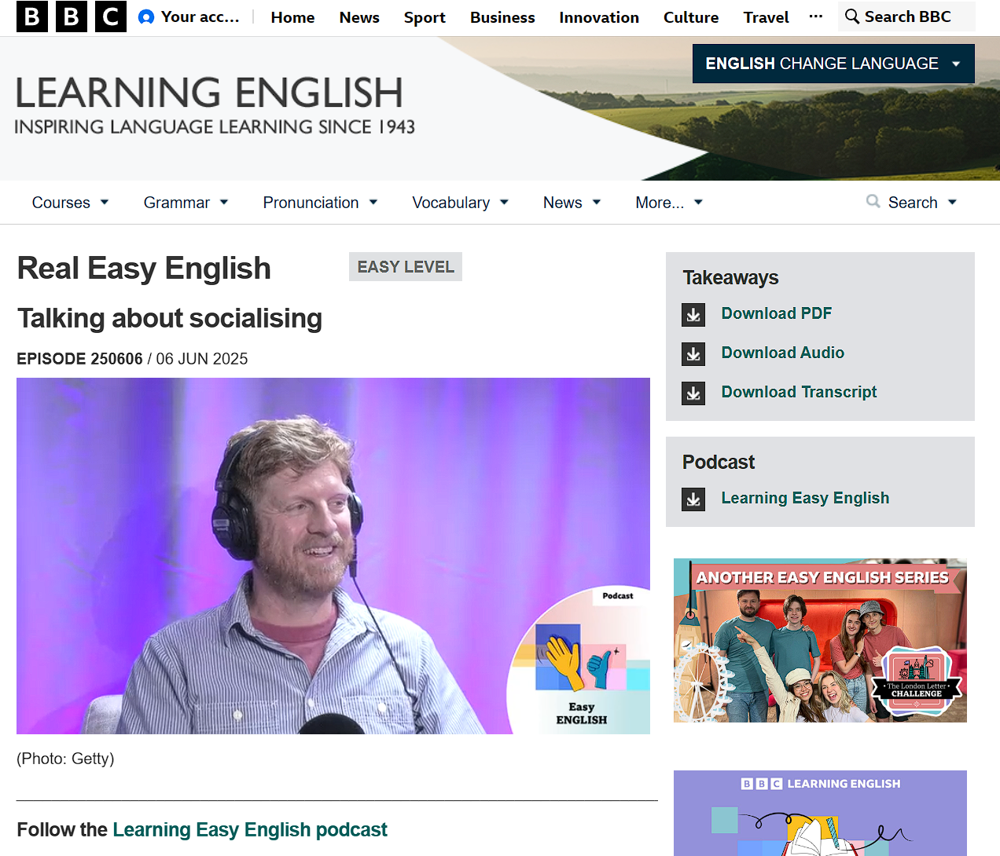 BBC
Your acc...
Home
News
Sport
Business
Innovation
Culture
Travel
...
Search BBC
ENGLISH CHANGE LANGUAGE
LEARNING ENGLISH
INSPIRING LANGUAGE LEARNING SINCE 1943
Courses
Grammar
Pronunciation
Vocabulary
News
More...
Search
Real Easy English
EASY LEVEL
Talking about socialising
EPISODE 250606 / 06 JUN 2025
Podcast
Easy
ENGLISH
(Photo: Getty)
Follow the Learning Easy English podcast
Takeaways
Download PDF
Download Audio
Download Transcript
Podcast
Learning Easy English
ANOTHER EASY ENGLISH SERIES
The London Letter
CHALLENGE
BBC LEARNING ENGLISH